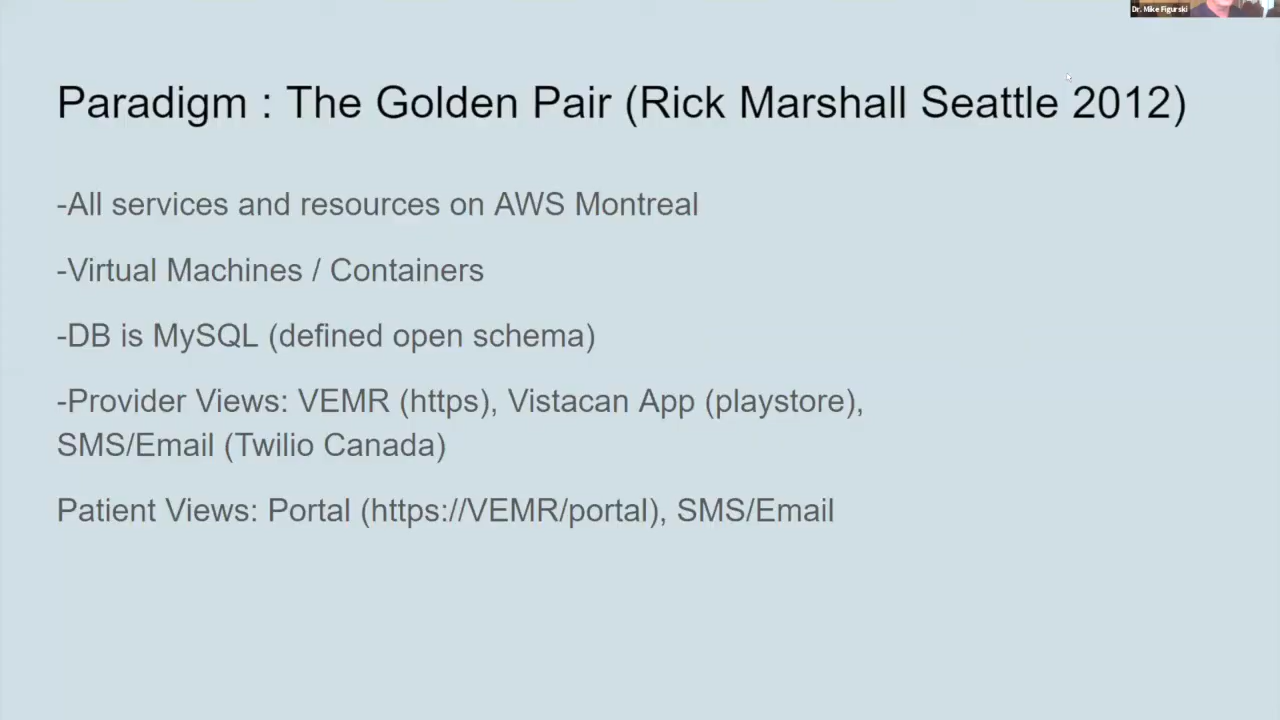 Dr. Mike Figurski
Paradigm : The Golden Pair (Rick Marshall Seattle 2012)
-All services and resources on AWS Montreal
-Virtual Machines / Containers
-DB is MySQL (defined open schema)
-Provider Views: VEMR (https), Vistacan App (playstore),
SMS/Email (Twilio Canada)
Patient Views: Portal (https://VEMR/portal), SMS/Email